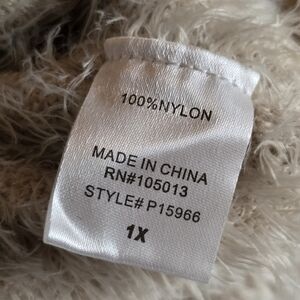 100%NYLON
MADE IN CHINA
RN#105013
STYLE# P15966
1X